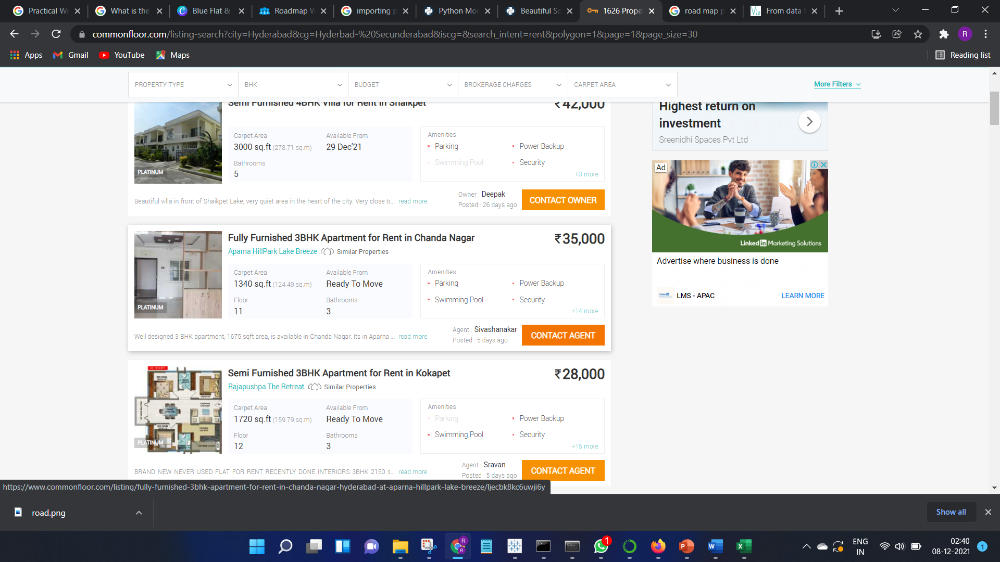 Practical W
What is the
Blue Flat &
Roadmap W
importing p
Python Mo
Beautiful So
1626 Prope
road map p
From data t
commonfloor.com/listing-search?city=Hyderabad&cg=Hyderbad-%20Secunderabad&iscg=&search_intent=rent&polygon=1&page=1&page_size=30
R
Apps
Gmail
YouTube
Maps
Reading list
PROPERTY TYPE
BHK
BUDGET
BROKERAGE CHARGES
CARPET AREA
More Filters
Semi Furnished 4BHK Villa for Rent in Shaikpet
₹42,000
Carpet Area
3000 sq.ft (278.71 sq.m)
Available From
29 Dec'21
Bathrooms
5
Amenities
Parking
Power Backup
Swimming Pool
Security
+3 more
PLATINUM
Beautiful villa in front of Shaikpet Lake, very quiet area in the heart of the city. Very close to... read more
Owner : Deepak
Posted : 26 days ago
CONTACT OWNER
Fully Furnished 3BHK Apartment for Rent in Chanda Nagar
₹35,000
Aparna HillPark Lake Breeze
Similar Properties
Carpet Area
1340 sq.ft (124.49 sq.m)
Available From
Ready To Move
Floor
11
Bathrooms
3
Amenities
Parking
Power Backup
Swimming Pool
Security
+14 more
PLATINUM
Well designed 3 BHK apartment, 1675 sqft area, is available in Chanda Nagar. Its in Aparna ... read more
Agent : Sivashanakar
Posted : 5 days ago
CONTACT AGENT
Semi Furnished 3BHK Apartment for Rent in Kokapet
₹28,000
Rajapushpa The Retreat
Similar Properties
Carpet Area
1720 sq.ft (159.79 sq.m)
Available From
Ready To Move
Floor
12
Bathrooms
3
Amenities
Parking
Power Backup
Swimming Pool
Security
+15 more
PLATINUM
BRAND NEW NEVER USED FLAT FOR RENT RECENTLY DONE INTERIORS 3BHK 2150 s... read more
Agent : Sravan
Posted : 5 days ago
CONTACT AGENT
Highest return on
investment
Sreenidhi Spaces Pvt Ltd
Ad
Linked in Marketing Solutions
Advertise where business is done
LMS - APAC
LEARN MORE
https://www.commonfloor.com/listing/fully-furnished-3bhk-apartment-for-rent-in-chanda-nagar-hyderabad-at-aparna-hillpark-lake-breeze/ljecbk8kc6uwji6y
road.png
Show all
R
1
ENG
IN
02:40
08-12-2021
1